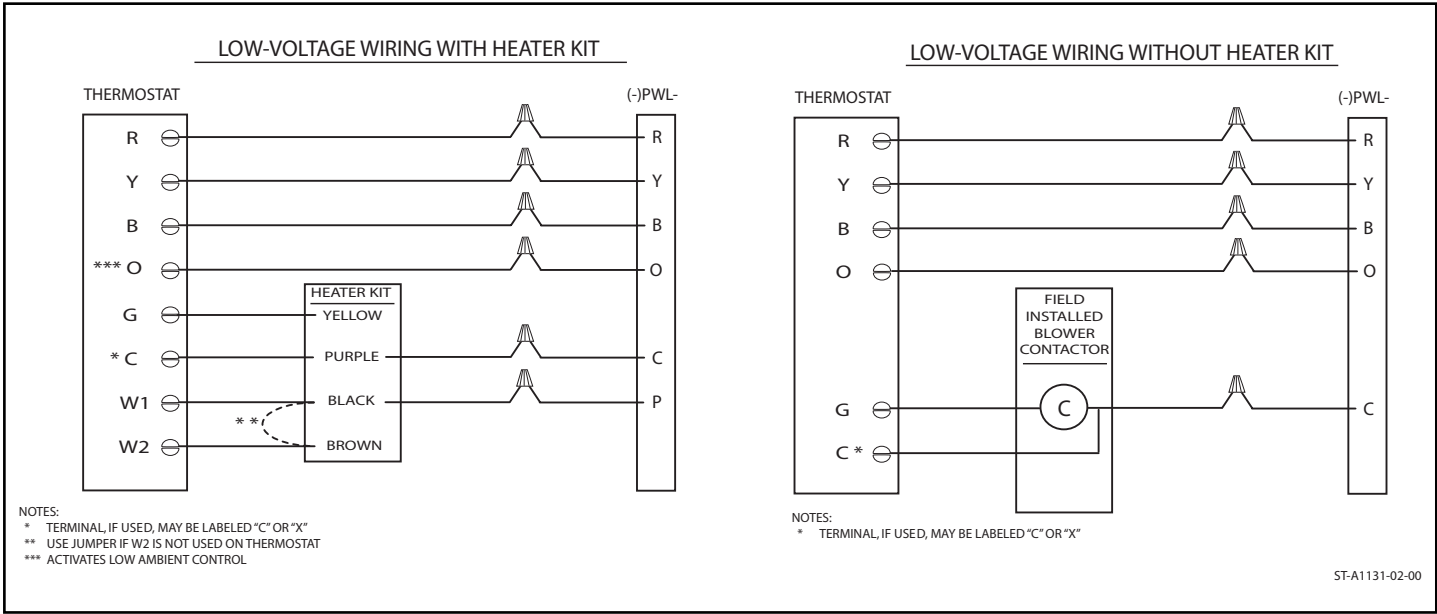 LOW-VOLTAGE WIRING WITH HEATER KIT
THERMOSTAT
(-)PWL-
R
R
Y
Y
B
B
*** O
O
HEATER KIT
G
YELLOW
* C
PURPLE
C
W1
BLACK
P
* *
W2
BROWN
NOTES:
* TERMINAL, IF USED, MAY BE LABELED “C” OR “X”
** USE JUMPER IF W2 IS NOT USED ON THERMOSTAT
*** ACTIVATES LOW AMBIENT CONTROL
LOW-VOLTAGE WIRING WITHOUT HEATER KIT
THERMOSTAT
(-)PWL-
R
R
Y
Y
B
B
O
O
FIELD
INSTALLED
BLOWER
CONTACTOR
G
C
C
C *
NOTES:
* TERMINAL, IF USED, MAY BE LABELED “C” OR “X”
ST-A1131-02-00